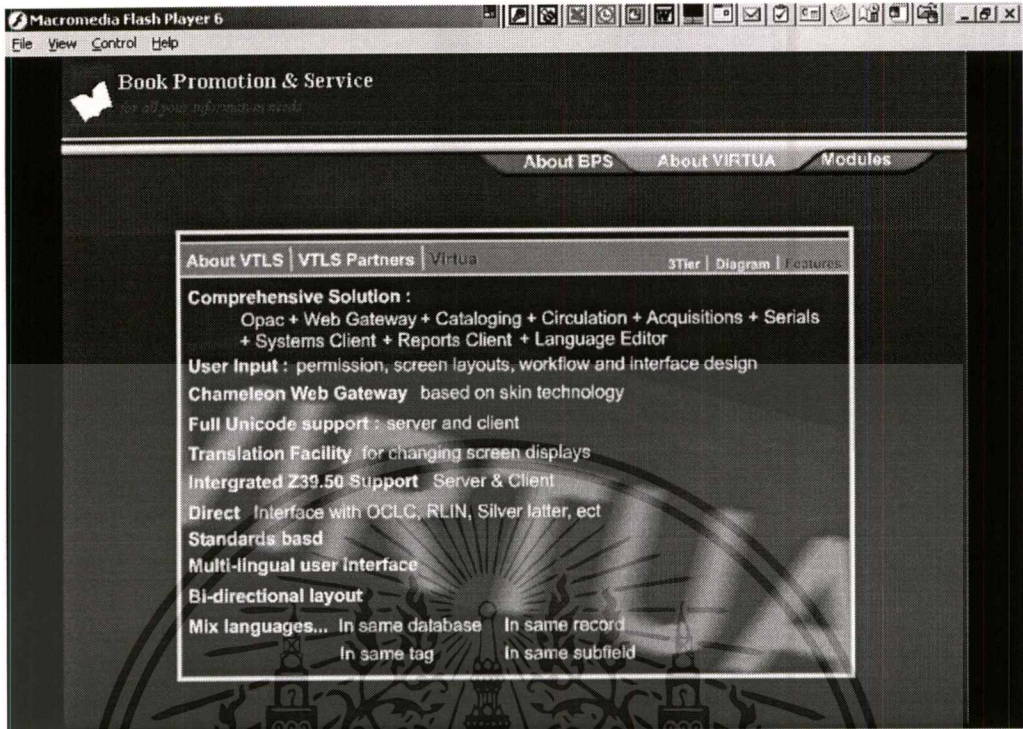 Macromedia Flash Player 6
File View Control Help
Book Promotion & Service
for all your information needs
About BPS About VIRTUA Modules
About VTLS VTLS Partners Virtua 3Tier Diagram Features
Comprehensive Solution :
Opac + Web Gateway + Cataloging + Circulation + Acquisitions + Serials
+ Systems Client + Reports Client + Language Editor
User Input : permission, screen layouts, workflow and interface design
Chameleon Web Gateway based on skin technology
Full Unicode support : server and client
Translation Facility for changing screen displays
Intergrated Z39.50 Support Server & Client
Direct Interface with OCLC, RLIN, Silver latter, ect
Standards basd
Multi-lingual user interface
Bi-directional layout
Mix languages... In same database In same record
In same tag In same subfield